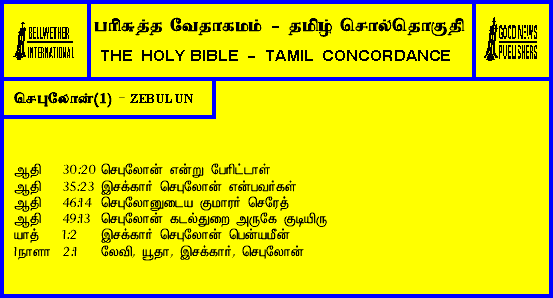 BELLWETHER
INTERNATIONAL
பரிசுத்த வேதாகமம் - தமிழ் சொல்தொகுதி
THE HOLY BIBLE - TAMIL CONCORDANCE
GOOD NEWS
PUBLISHERS
செபுலோன்(1) - ZEBULUN
ஆதி 30:20 செபுலோன் என்று பேரிட்டாள்
ஆதி 35:23 இசக்கார் செபுலோன் என்பவர்கள்
ஆதி 46:14 செபுலோனுடைய குமாரர் சேரேத்
ஆதி 49:13 செபுலோன் கடல்துறை அருகே குடியிரு
யாத் 1:2 இசக்கார் செபுலோன் பென்யமீன்
1நாளா 2:1 லேவி, யூதா, இசக்கார், செபுலோன்